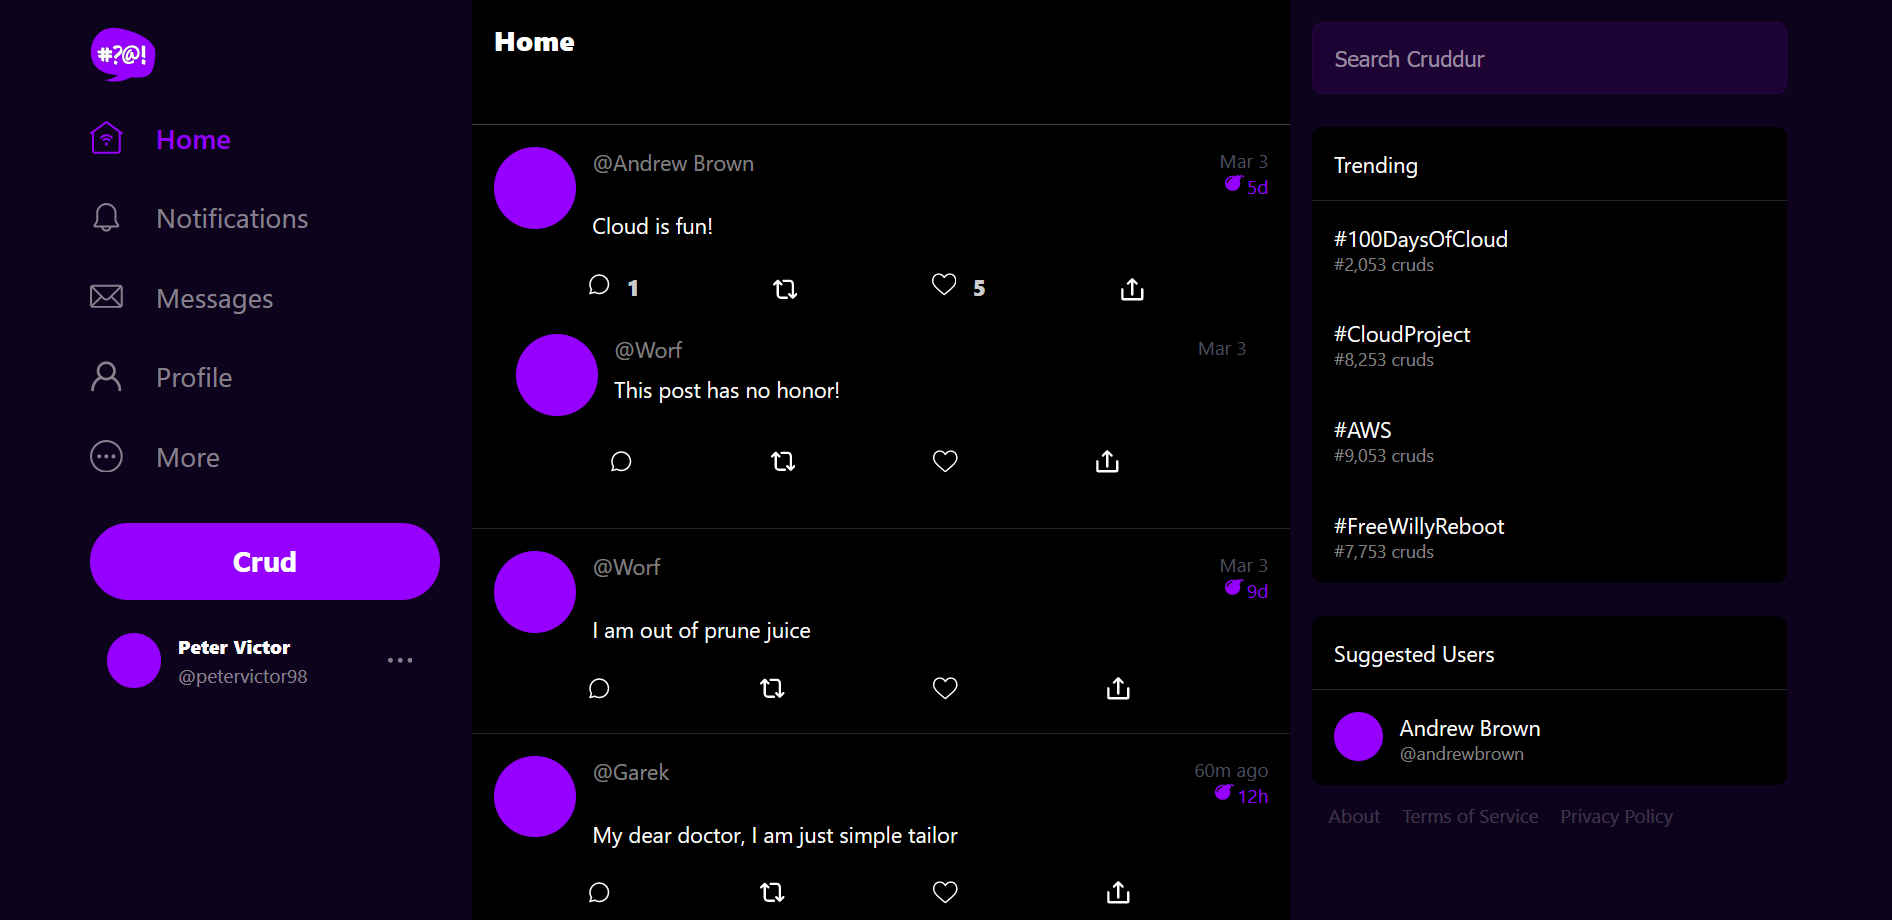 #?@!
Home
Notifications
Messages
Profile
More
Crud
Peter Victor
@petervictor98
Home
@Andrew Brown
Mar 3
5d
Cloud is fun!
1
5
@Worf
Mar 3
This post has no honor!
@Worf
Mar 3
9d
I am out of prune juice
@Garek
60m ago
12h
My dear doctor, I am just simple tailor
Search Cruddur
Trending
#100DaysOfCloud
#2,053 cruds
#CloudProject
#8,253 cruds
#AWS
#9,053 cruds
#FreeWillyReboot
#7,753 cruds
Suggested Users
Andrew Brown
@andrewbrown
About Terms of Service Privacy Policy